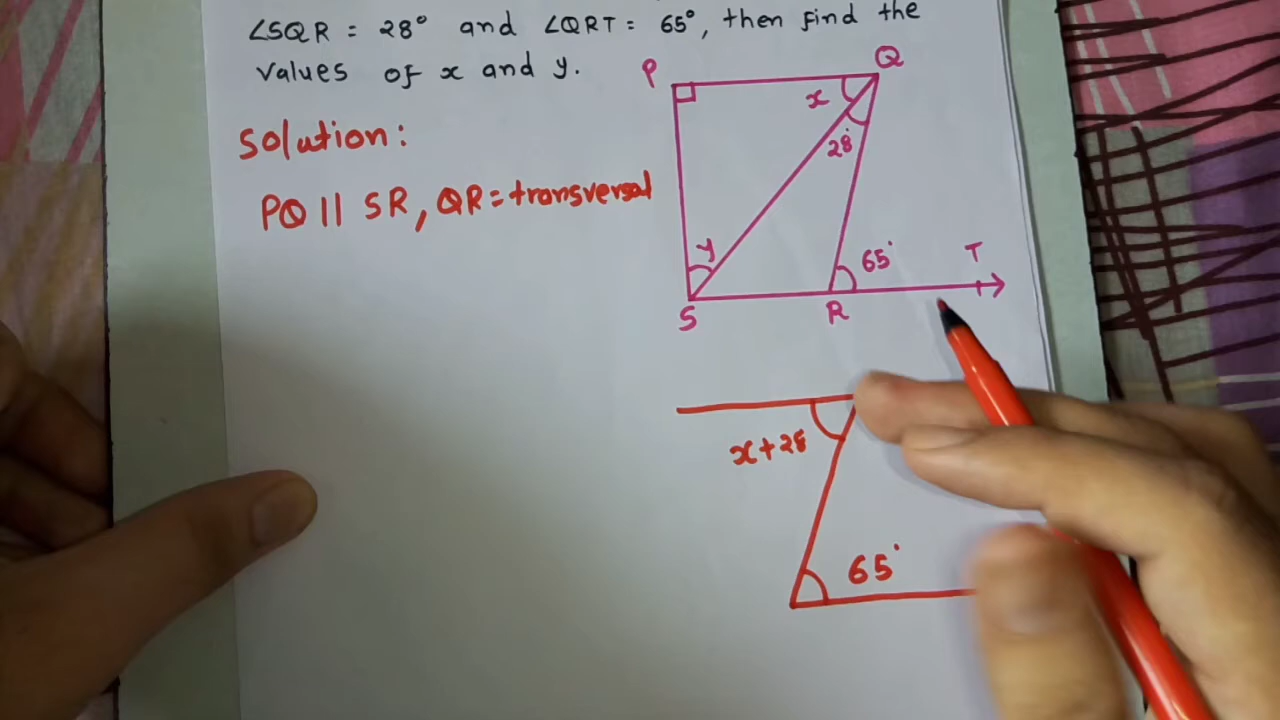 ∠SQR = 28° and ∠QRT = 65°, then find the
values of x and y.
P
Q
x
28°
Solution:
PQ || SR, QR = transversal
y
65°
T
S
R
x+28
65°